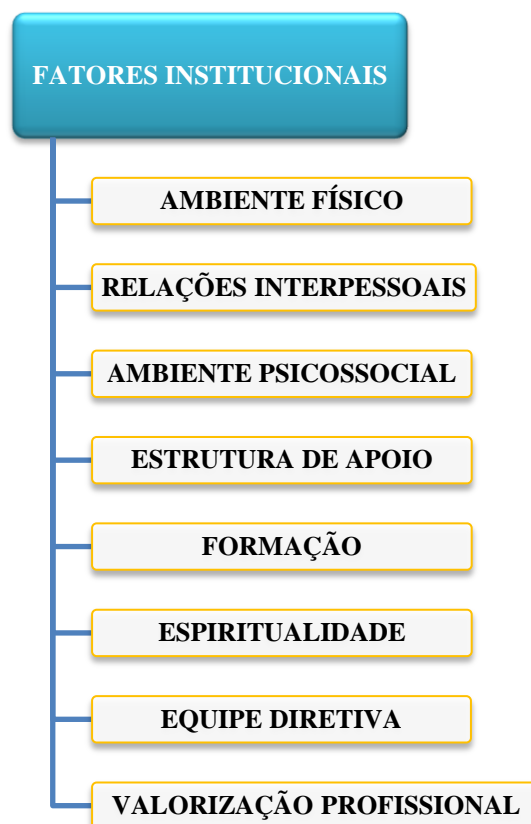 FATORES INSTITUCIONAIS
AMBIENTE FÍSICO
RELAÇÕES INTERPESSOAIS
AMBIENTE PSICOSSOCIAL
ESTRUTURA DE APOIO
FORMAÇÃO
ESPIRITUALIDADE
EQUIPE DIRETIVA
VALORIZAÇÃO PROFISSIONAL